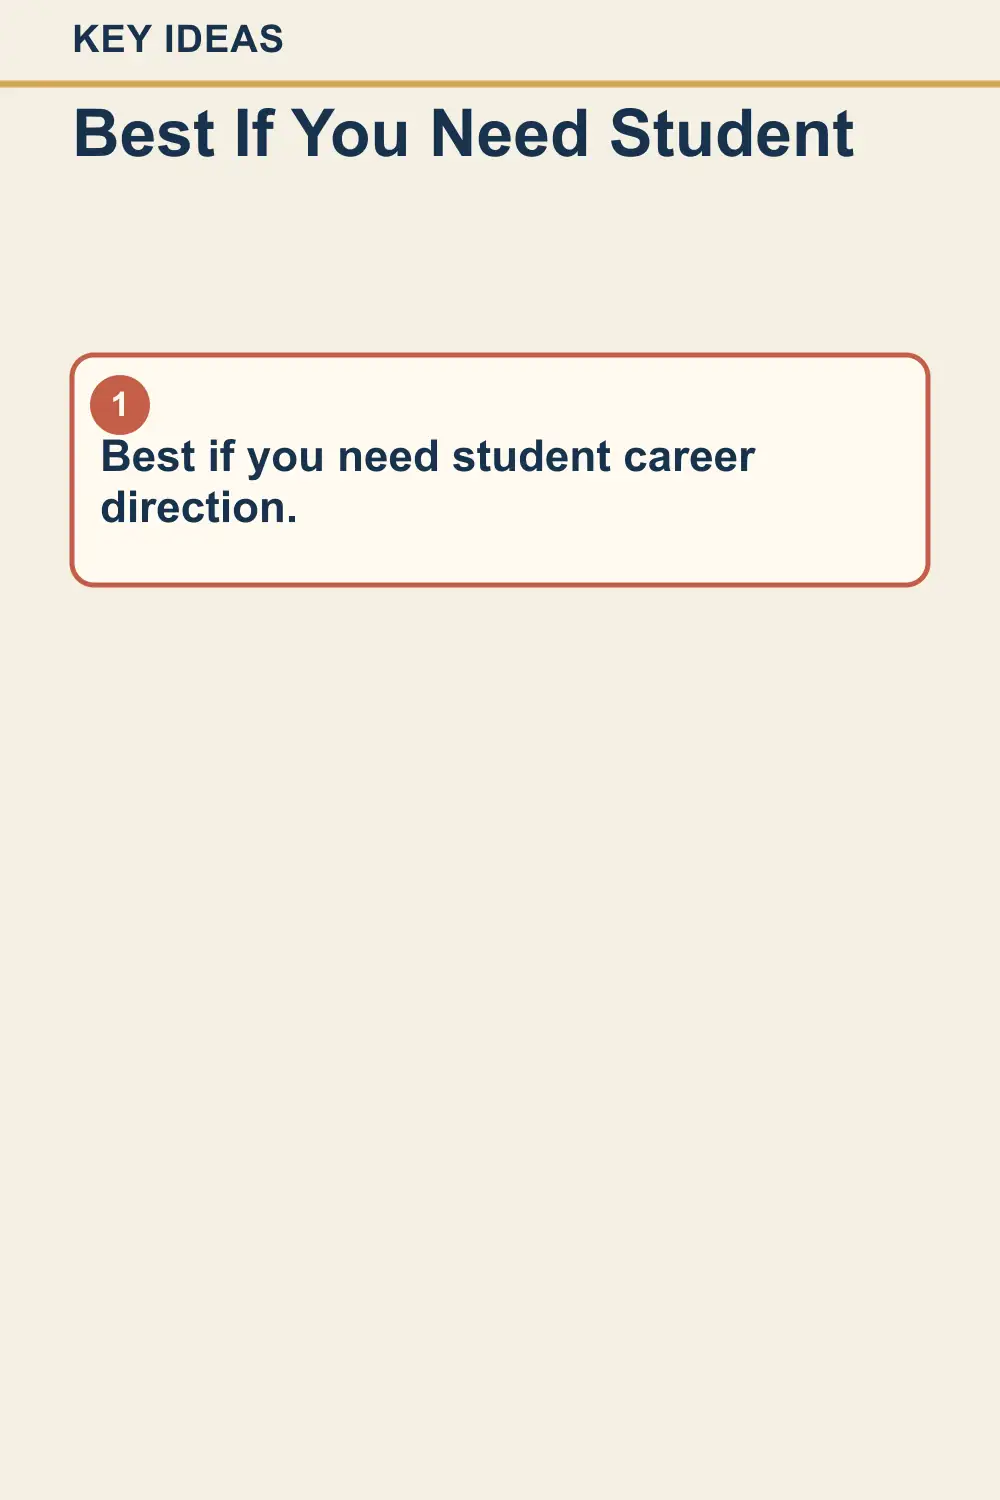 KEY IDEAS
Best If You Need Student
1
Best if you need student career
direction.